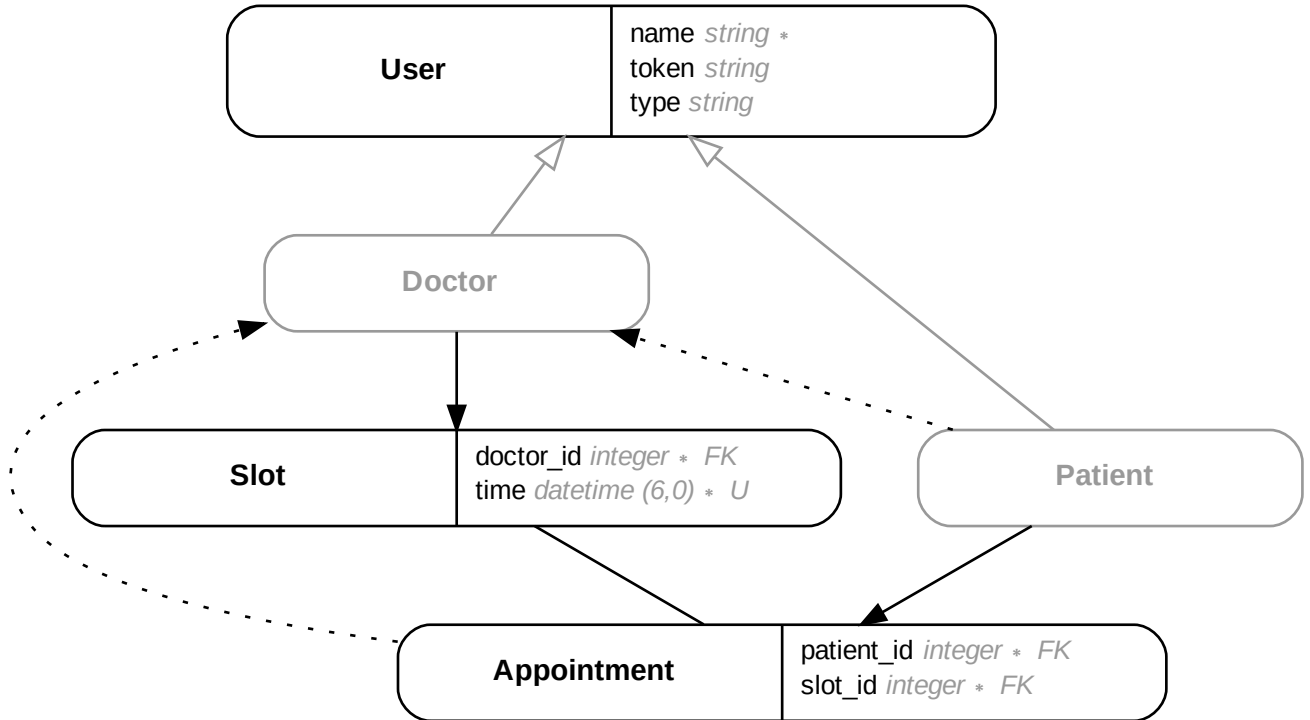 User
name string *
token string
type string
Doctor
Slot
doctor_id integer * FK
time datetime (6,0) * U
Patient
Appointment
patient_id integer * FK
slot_id integer * FK